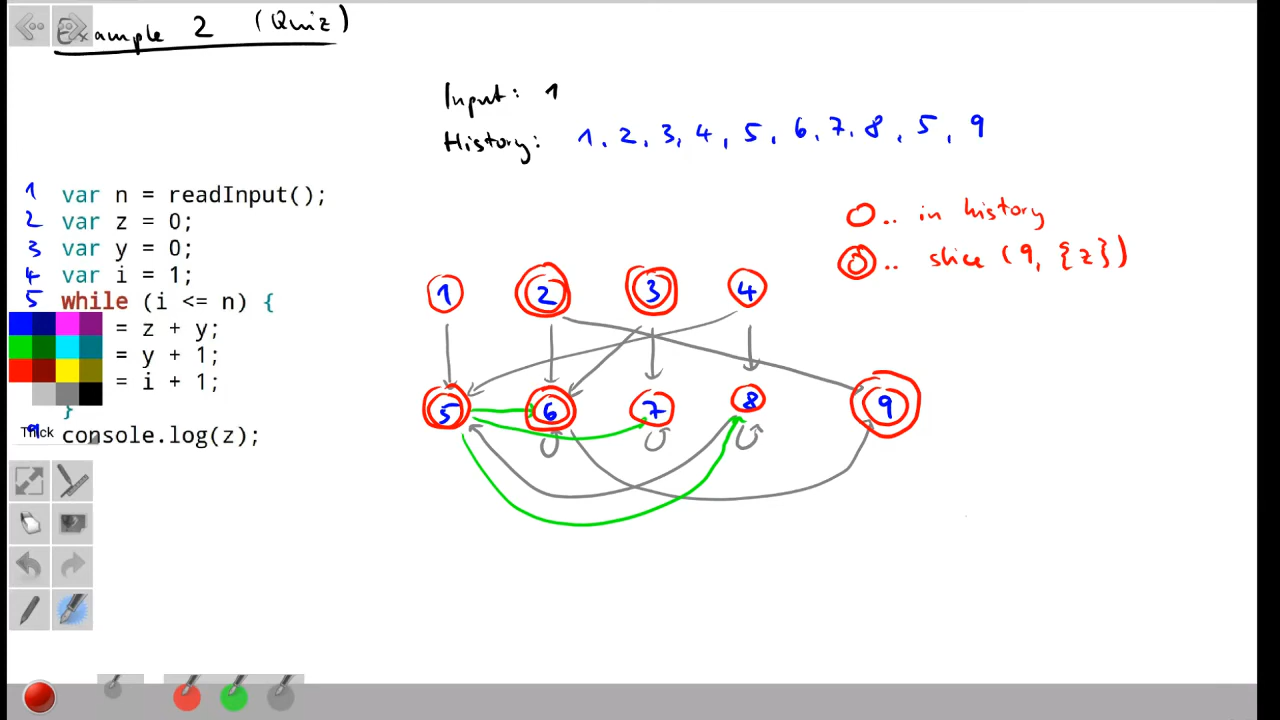 Example 2 (Quiz)
Input: 1
History: 1, 2, 3, 4, 5, 6, 7, 8, 5, 9
1 var n = readInput();
2 var z = 0;
3 var y = 0;
4 var i = 1;
5 while (i <= n) {
= z + y;
= y + 1;
= i + 1;
}
9 console.log(z);
Thick
O .. in history
.. slice (9, {z})
1 2 3 4
5 6 7 8 9